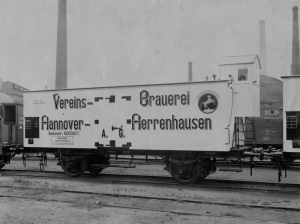 Vereins- Brauerei
Hannover- Herrenhausen
A. G.